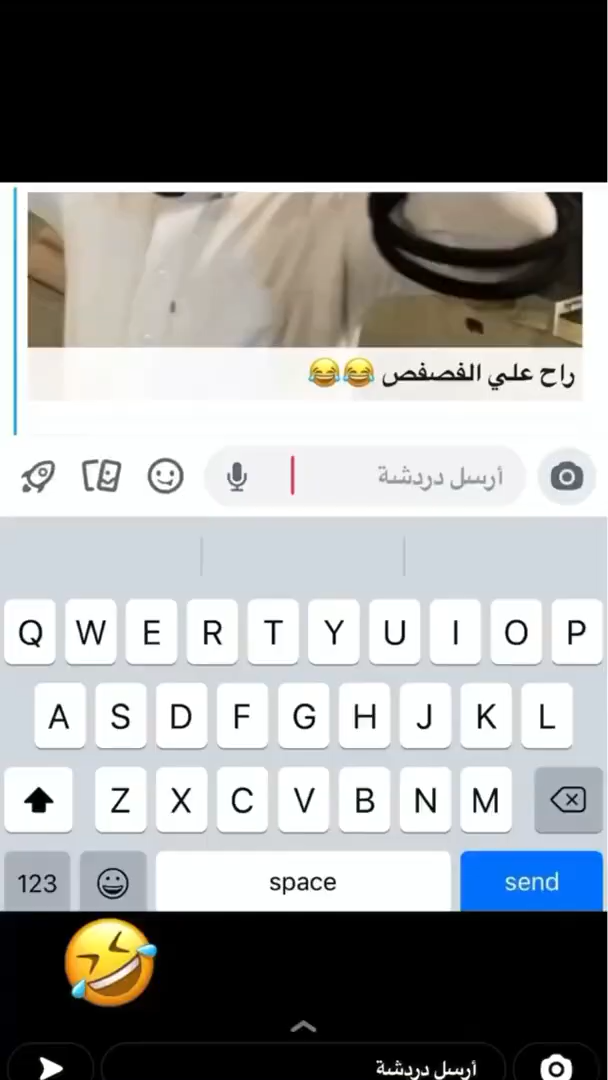 راح علي الفصفص 😂😂
أرسل دردشة
Q W E R T Y U I O P
A S D F G H J K L
Z X C V B N M
123 space send
أرسل دردشة